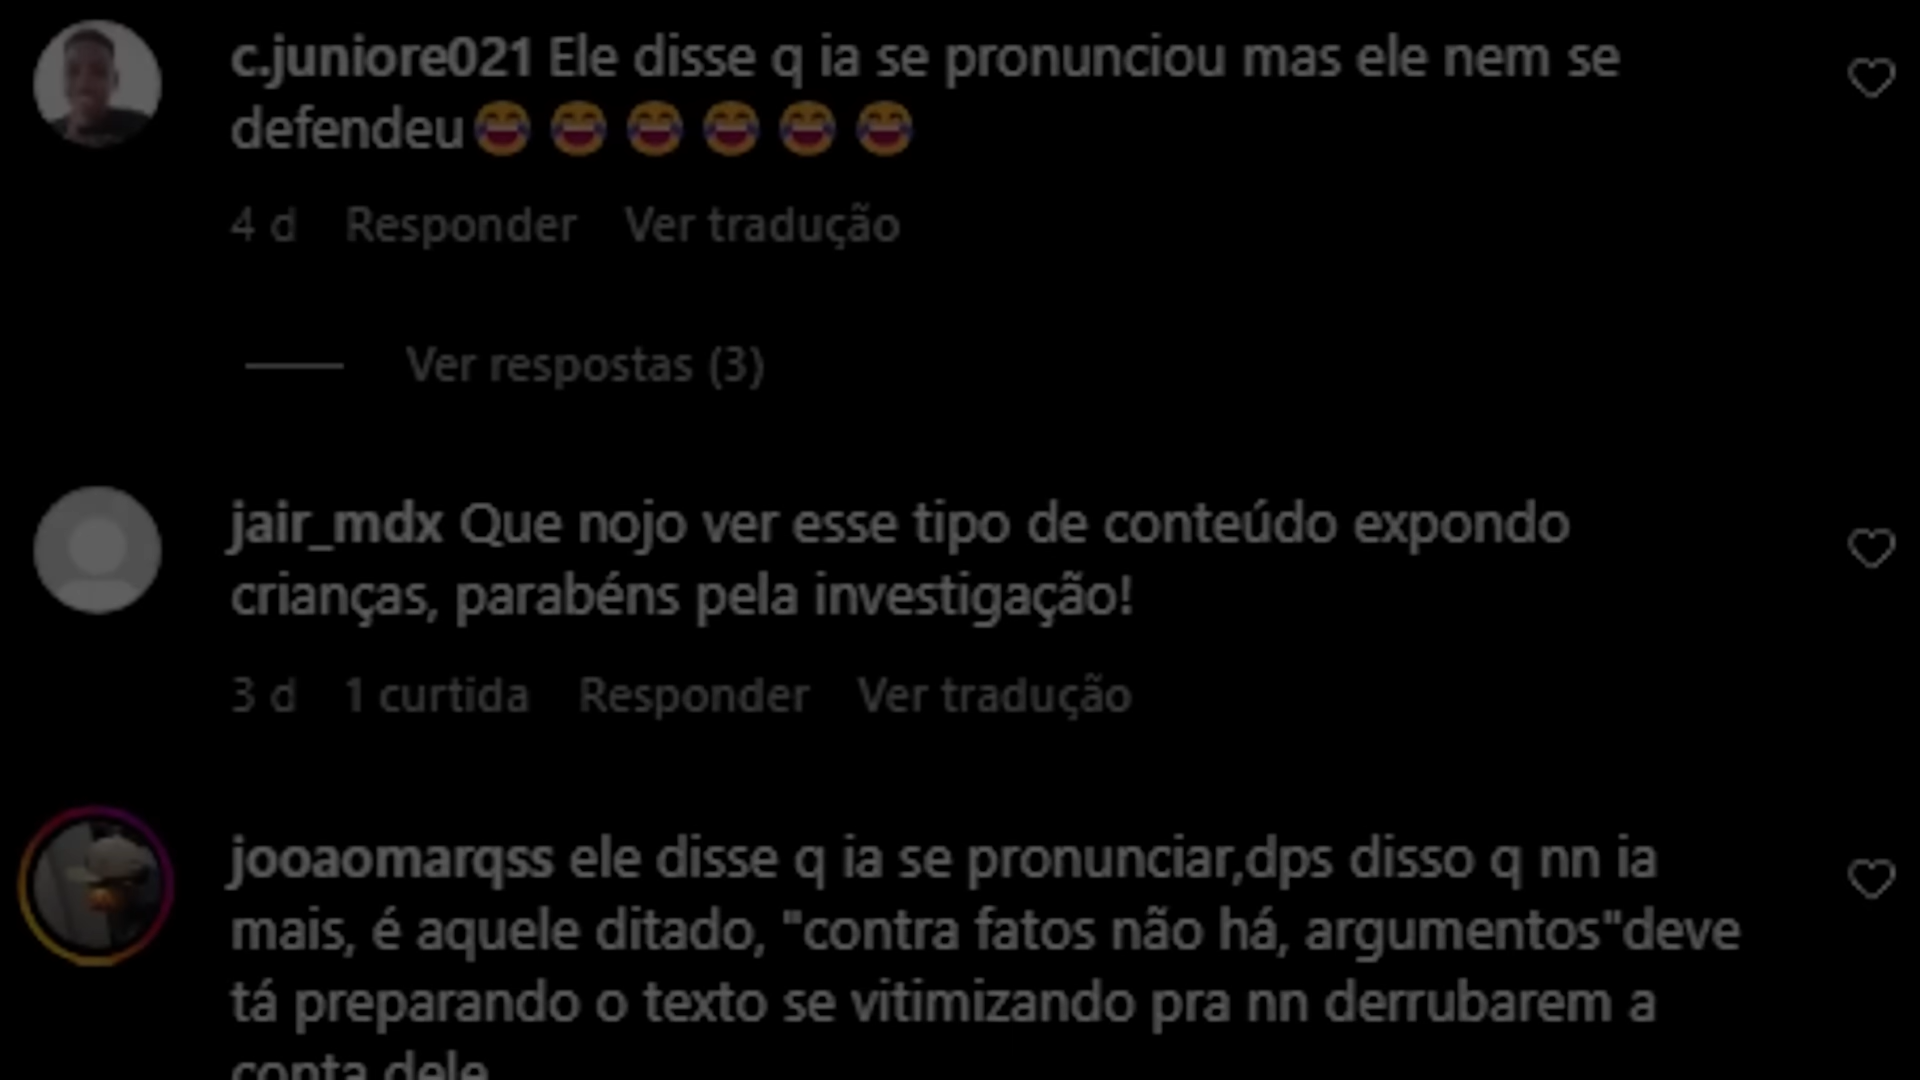 c.juniore021 Ele disse q ia se pronunciou mas ele nem se
defendeu😂😂😂😂😂😂
4 d Responder Ver tradução
Ver respostas (3)
jair_mdx Que nojo ver esse tipo de conteúdo expondo
crianças, parabéns pela investigação!
3 d 1 curtida Responder Ver tradução
jooaomarqss ele disse q ia se pronunciar,dps disso q nn ia
mais, é aquele ditado, "contra fatos não há, argumentos"deve
tá preparando o texto se vitimizando pra nn derrubarem a
conta dele